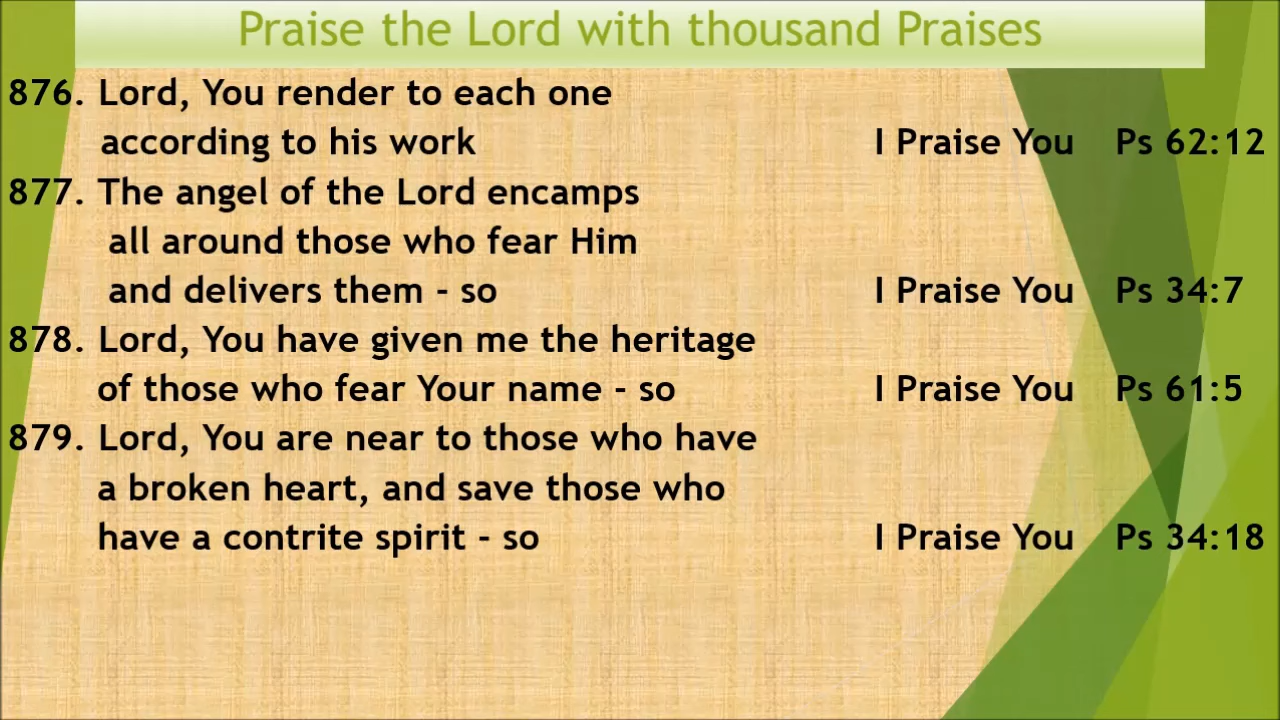 Praise the Lord with thousand Praises
876. Lord, You render to each one
according to his work I Praise You Ps 62:12
877. The angel of the Lord encamps
all around those who fear Him
and delivers them - so I Praise You Ps 34:7
878. Lord, You have given me the heritage
of those who fear Your name - so I Praise You Ps 61:5
879. Lord, You are near to those who have
a broken heart, and save those who
have a contrite spirit - so I Praise You Ps 34:18